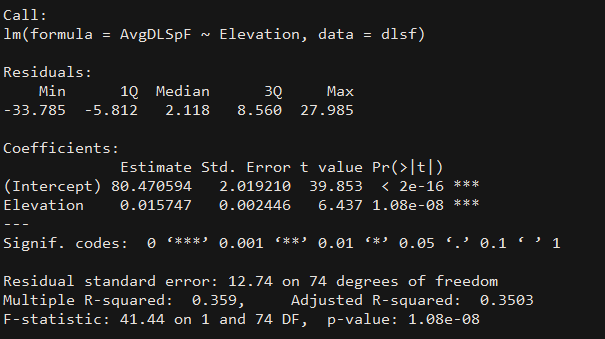 Call:
lm(formula = AvgDLSpF ~ Elevation, data = dlsf)
Residuals:
Min 1Q Median 3Q Max
-33.785 -5.812 2.118 8.560 27.985
Coefficients:
Estimate Std. Error t value Pr(>|t|)
(Intercept) 80.470594 2.019210 39.853 < 2e-16 ***
Elevation 0.015747 0.002446 6.437 1.08e-08 ***
---
Signif. codes: 0 ‘***’ 0.001 ‘**’ 0.01 ‘*’ 0.05 ‘.’ 0.1 ‘ ’ 1
Residual standard error: 12.74 on 74 degrees of freedom
Multiple R-squared: 0.359, Adjusted R-squared: 0.3503
F-statistic: 41.44 on 1 and 74 DF, p-value: 1.08e-08